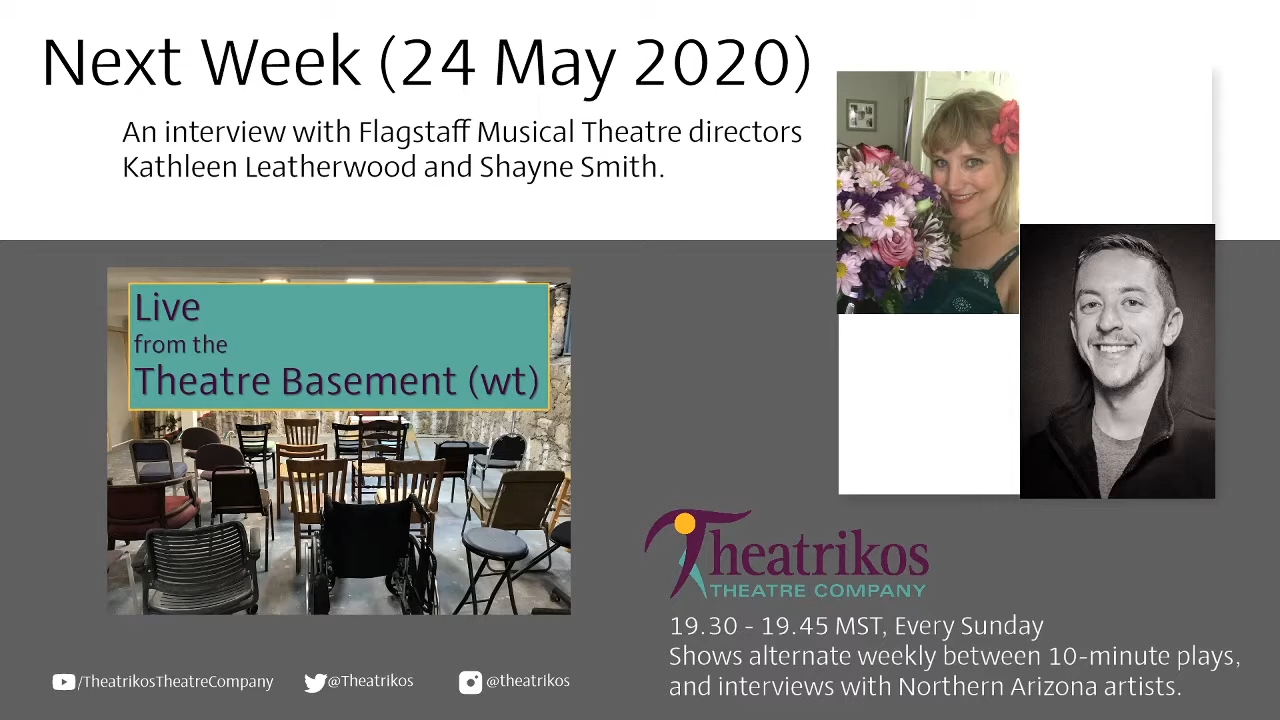 Next Week (24 May 2020)
An interview with Flagstaff Musical Theatre directors
Kathleen Leatherwood and Shayne Smith.
Live
from the
Theatre Basement (wt)
Theatrikos
THEATRE COMPANY
19.30 - 19.45 MST, Every Sunday
Shows alternate weekly between 10-minute plays,
and interviews with Northern Arizona artists.
/TheatrikosTheatreCompany
@Theatrikos
@theatrikos